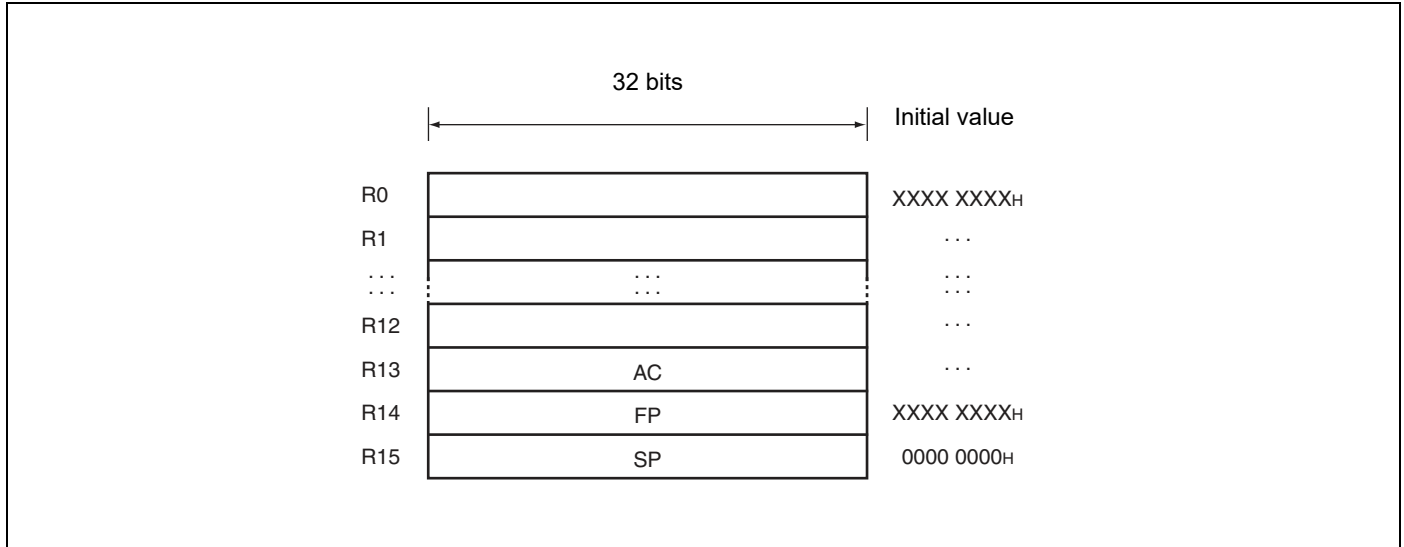 32 bits
Initial value
R0 XXXX XXXXH
R1 . . .
. . . . . . . . .
. . . . . . . . .
R12 . . .
R13 AC . . .
R14 FP XXXX XXXXH
R15 SP 0000 0000H